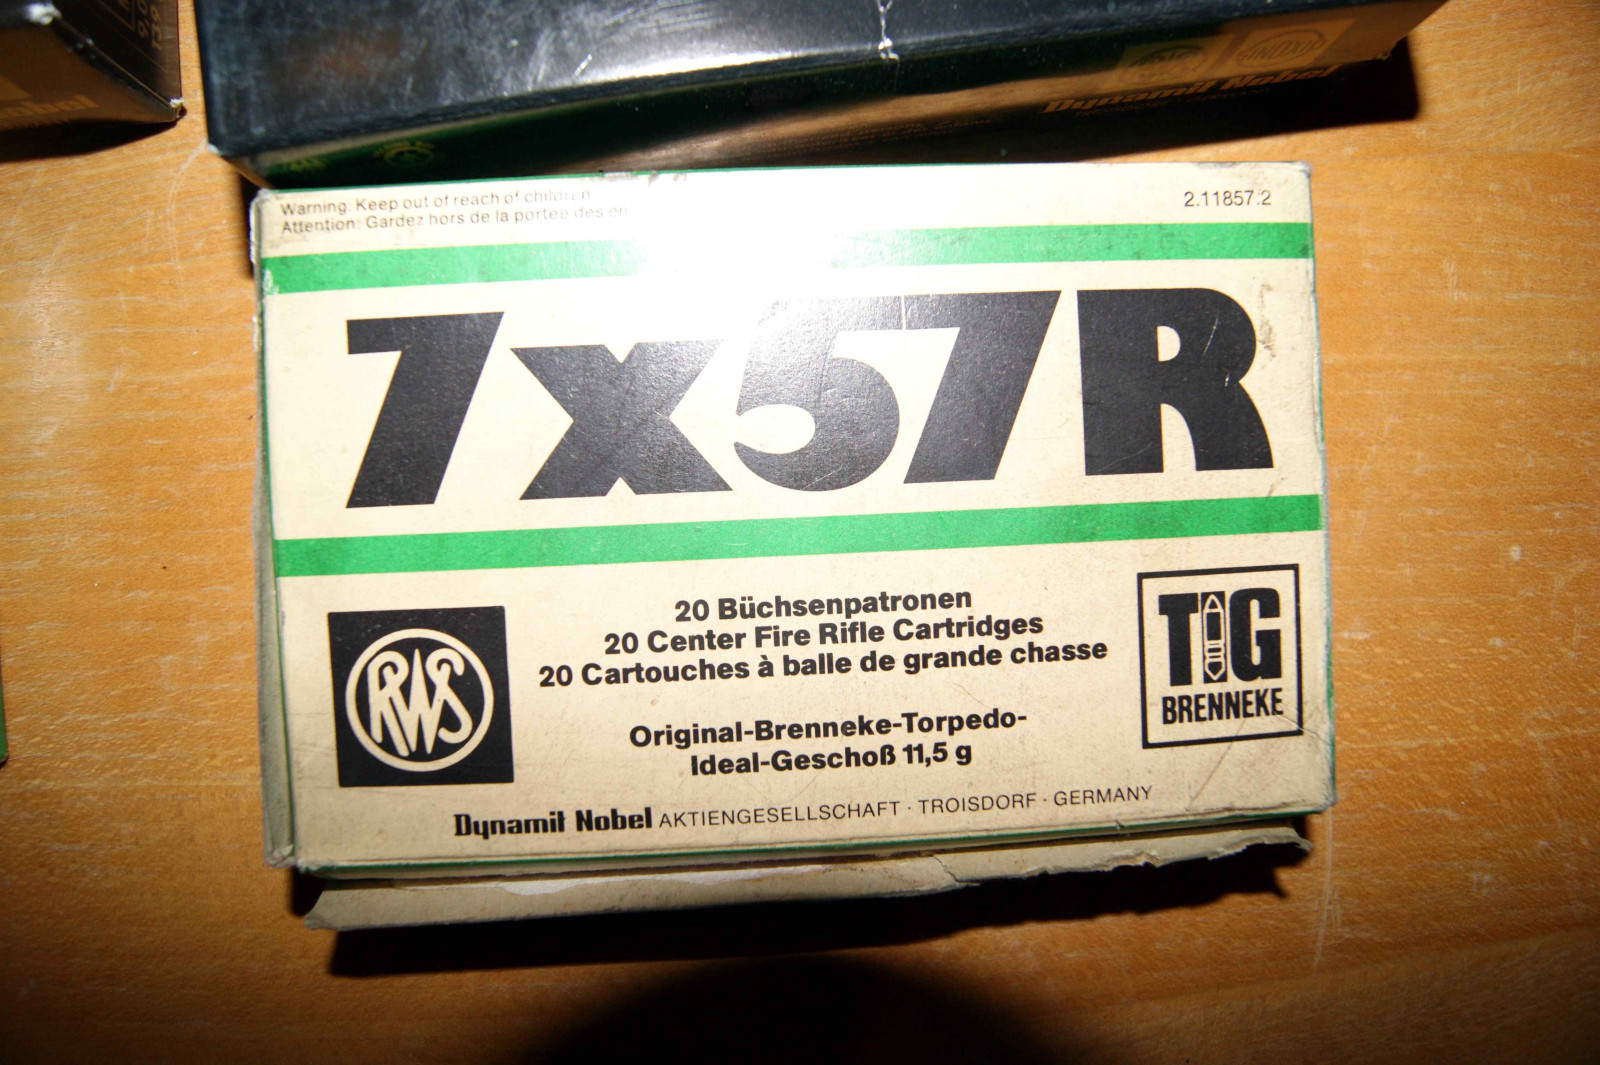 Nobel
Dynamit Nobel
Warning. Keep out of reach of children
Attention: Gardez hors de la portée des
2.11857.2
7x57R
20 Büchsenpatronen
20 Center Fire Rifle Cartridges
20 Cartouches à balle de grande chasse
Original-Brenneke-Torpedo-
Ideal-Geschoß 11,5 g
RWS
TIG
BRENNEKE
Dynamit Nobel AKTIENGESELLSCHAFT · TROISDORF · GERMANY